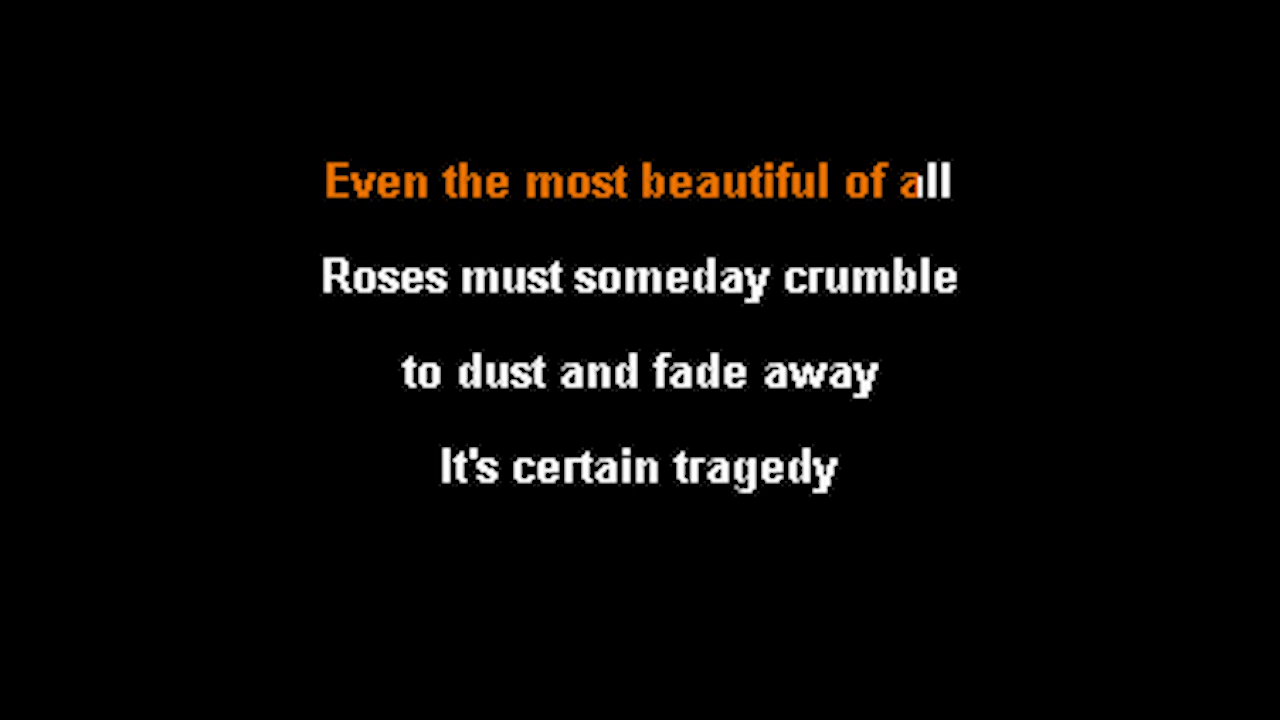 Even the most beautiful of all
Roses must someday crumble
to dust and fade away
It's certain tragedy